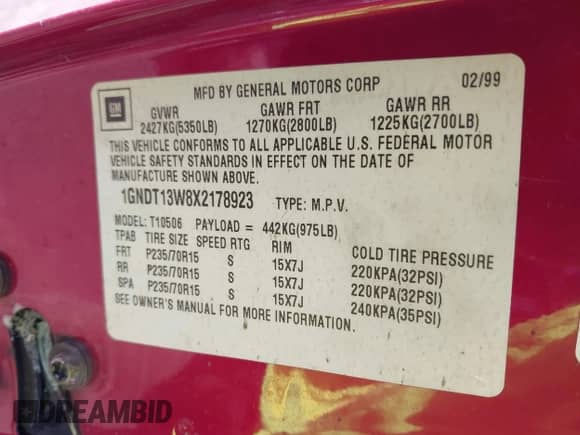 GM
MFD BY GENERAL MOTORS CORP 02/99
GVWR GAWR FRT GAWR RR
2427KG(5350LB) 1270KG(2800LB) 1225KG(2700LB)
THIS VEHICLE CONFORMS TO ALL APPLICABLE U.S. FEDERAL MOTOR
VEHICLE SAFETY STANDARDS IN EFFECT ON THE DATE OF
MANUFACTURE SHOWN ABOVE.
1GNDT13W8X2178923 TYPE: M.P.V.
MODEL: T10506 PAYLOAD = 442KG(975LB)
TPAB TIRE SIZE SPEED RTG RIM COLD TIRE PRESSURE
FRT P235/70R15 S 15X7J 220KPA(32PSI)
RR P235/70R15 S 15X7J 220KPA(32PSI)
SPA P235/70R15 S 15X7J 240KPA(35PSI)
SEE OWNER'S MANUAL FOR MORE INFORMATION.
DREAMBID